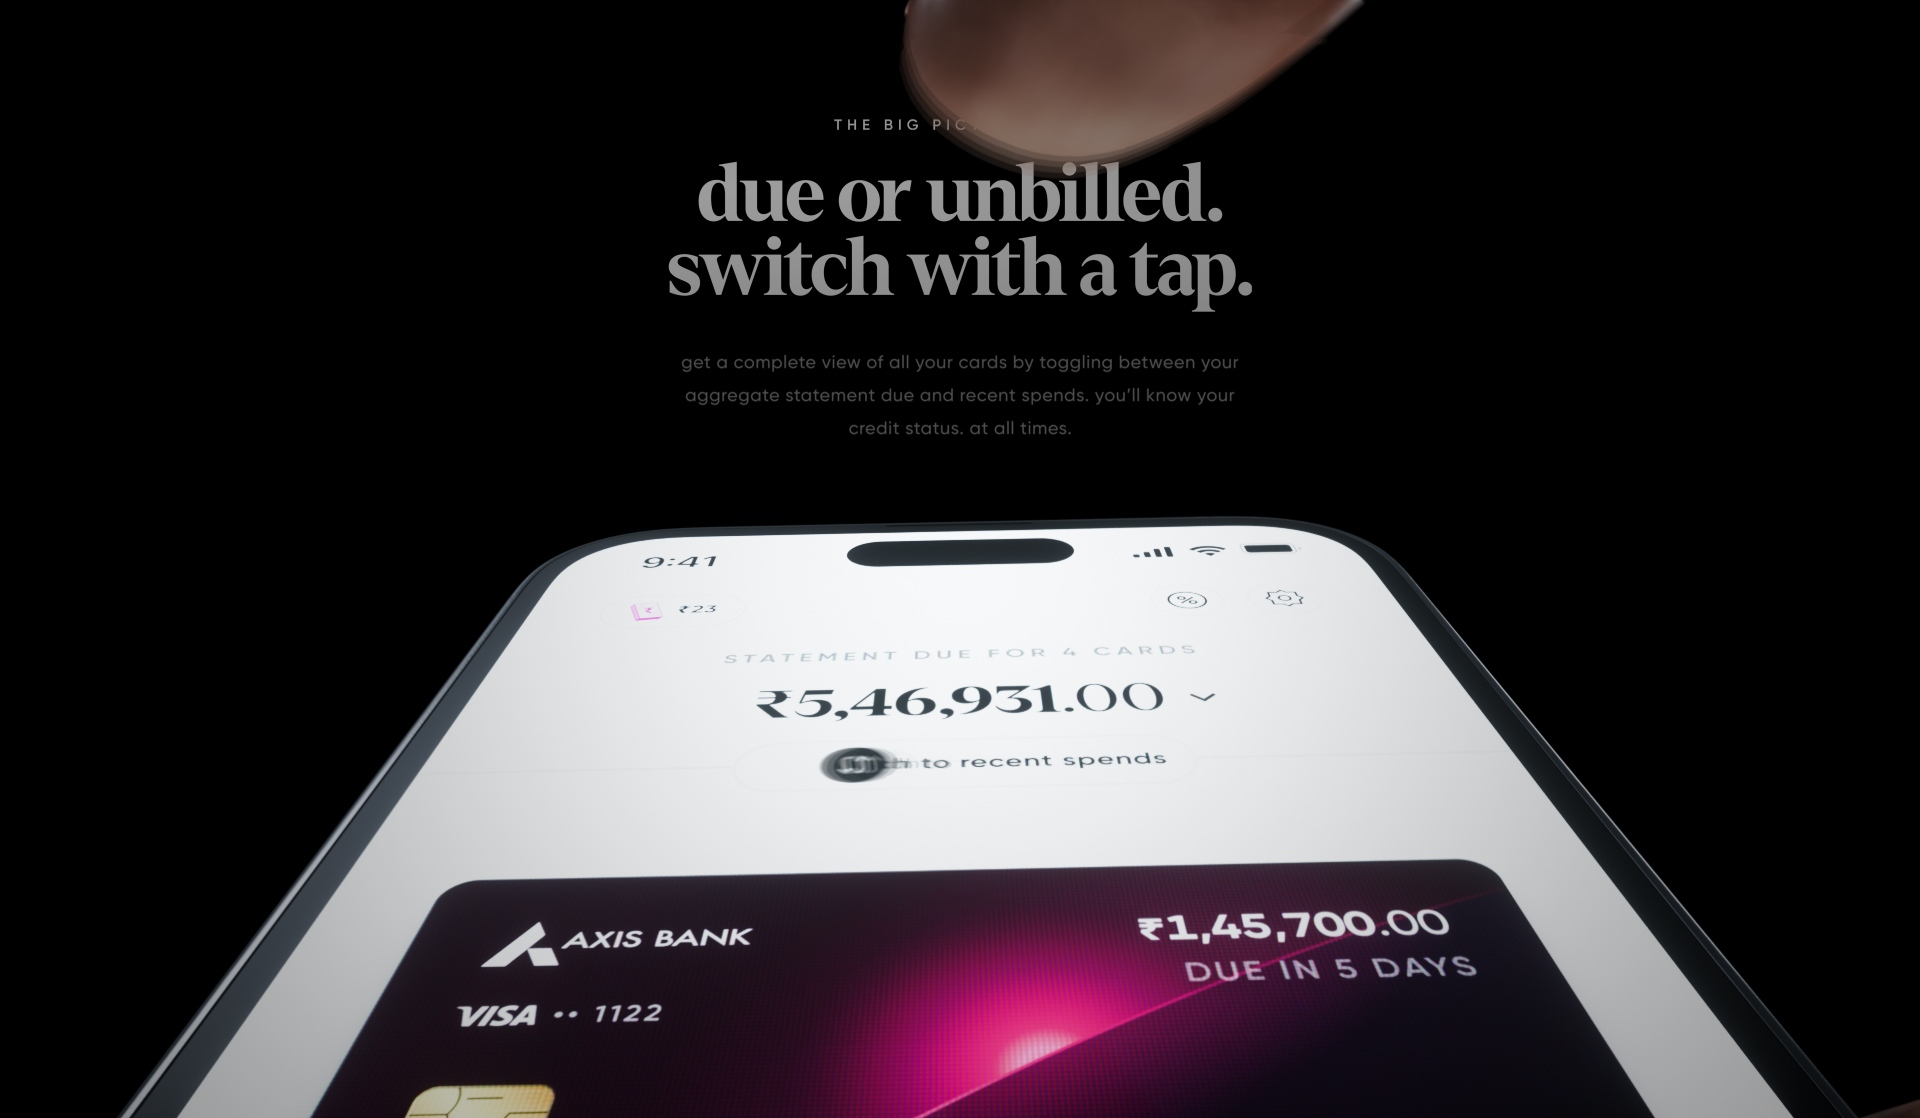 THE BIG
due or unbilled.
switch with a tap.
get a complete view of all your cards by toggling between your
aggregate statement due and recent spends. you’ll know your
credit status. at all times.
9:41
₹23
STATEMENT DUE FOR 4 CARDS
₹5,46,931.00
to recent spends
AXIS BANK
₹1,45,700.00
DUE IN 5 DAYS
VISA •• 1122